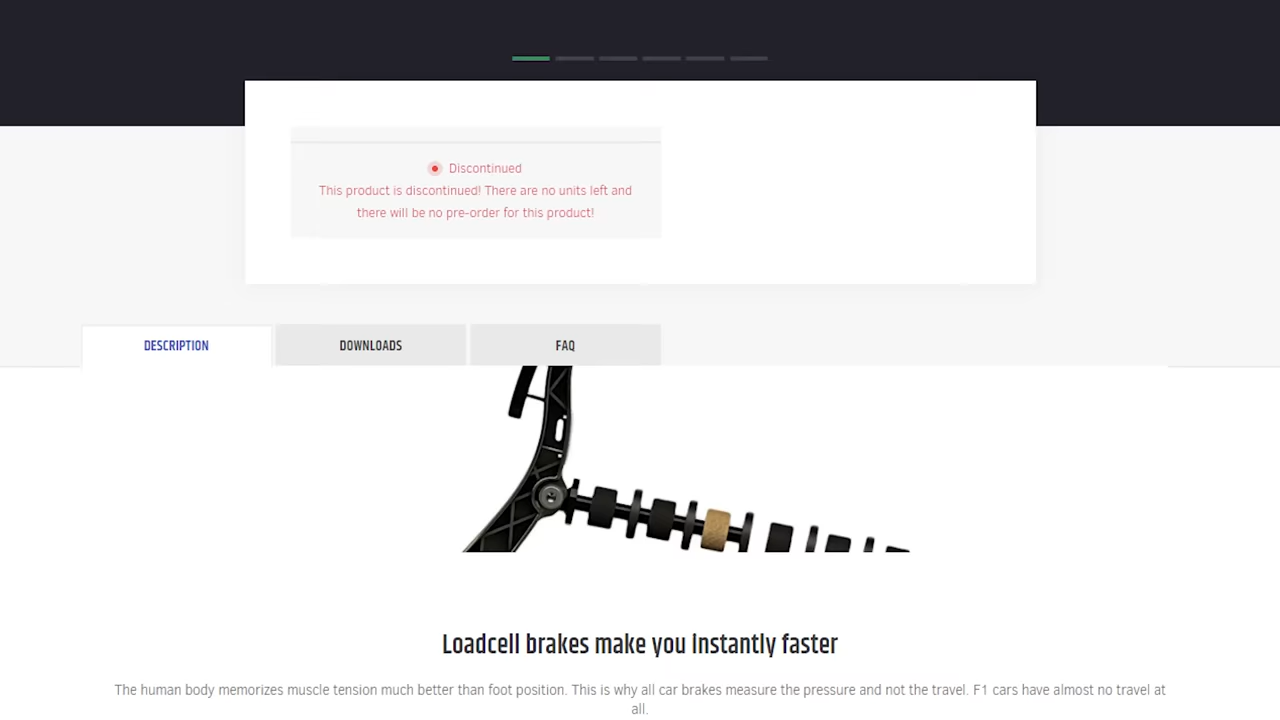 Discontinued
This product is discontinued! There are no units left and
there will be no pre-order for this product!
DESCRIPTION
DOWNLOADS
FAQ
Loadcell brakes make you instantly faster
The human body memorizes muscle tension much better than foot position. This is why all car brakes measure the pressure and not the travel. F1 cars have almost no travel at
all.